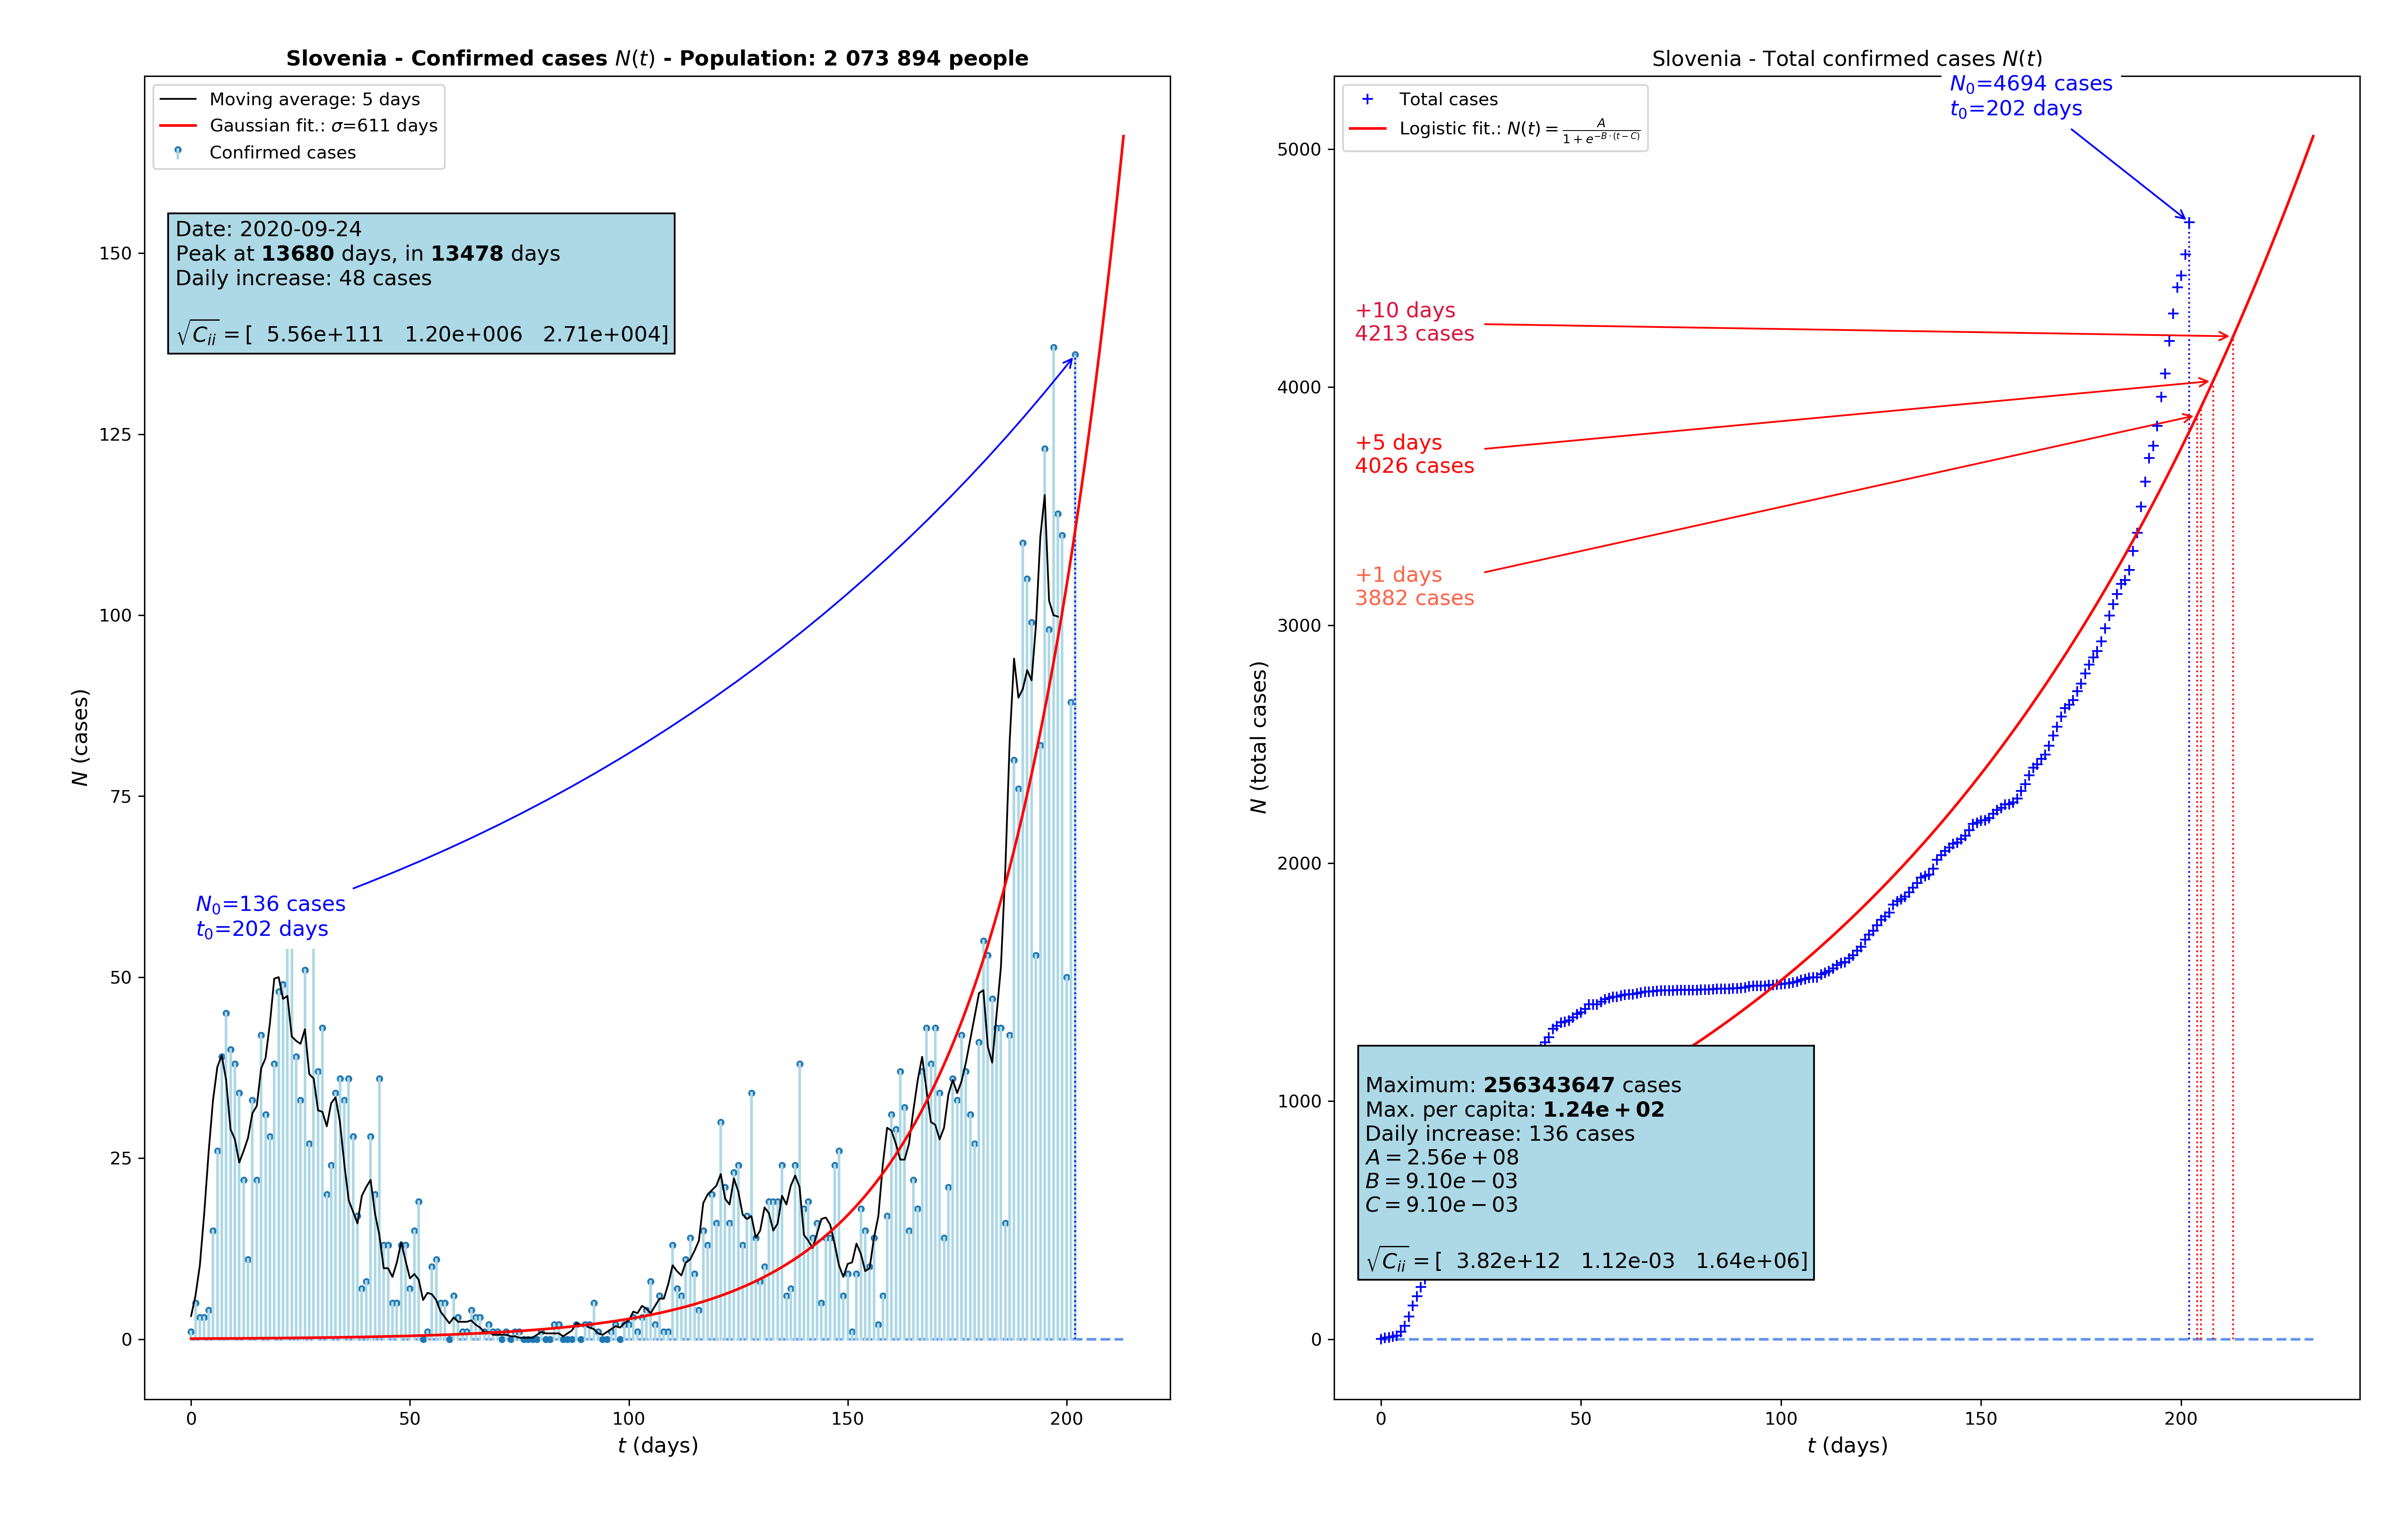 Slovenia - Confirmed cases N(t) - Population: 2 073 894 people
Moving average: 5 days
Gaussian fit.: σ=611 days
Confirmed cases
Date: 2020-09-24
Peak at 13680 days, in 13478 days
Daily increase: 48 cases
√C_ii = [ 5.56e+111 1.20e+006 2.71e+004]
N₀=136 cases
t₀=202 days
150
125
100
75
50
25
0
N (cases)
0 50 100 150 200
t (days)
Slovenia - Total confirmed cases N(t)
Total cases
Logistic fit.: N(t) = A / (1 + e^(−B·(t−C)))
N₀=4694 cases
t₀=202 days
+10 days
4213 cases
+5 days
4026 cases
+1 days
3882 cases
Maximum: 256343647 cases
Max. per capita: 1.24e + 02
Daily increase: 136 cases
A = 2.56e + 08
B = 9.10e − 03
C = 9.10e − 03
√C_ii = [ 3.82e+12 1.12e-03 1.64e+06]
5000
4000
3000
2000
1000
0
N (total cases)
0 50 100 150 200
t (days)